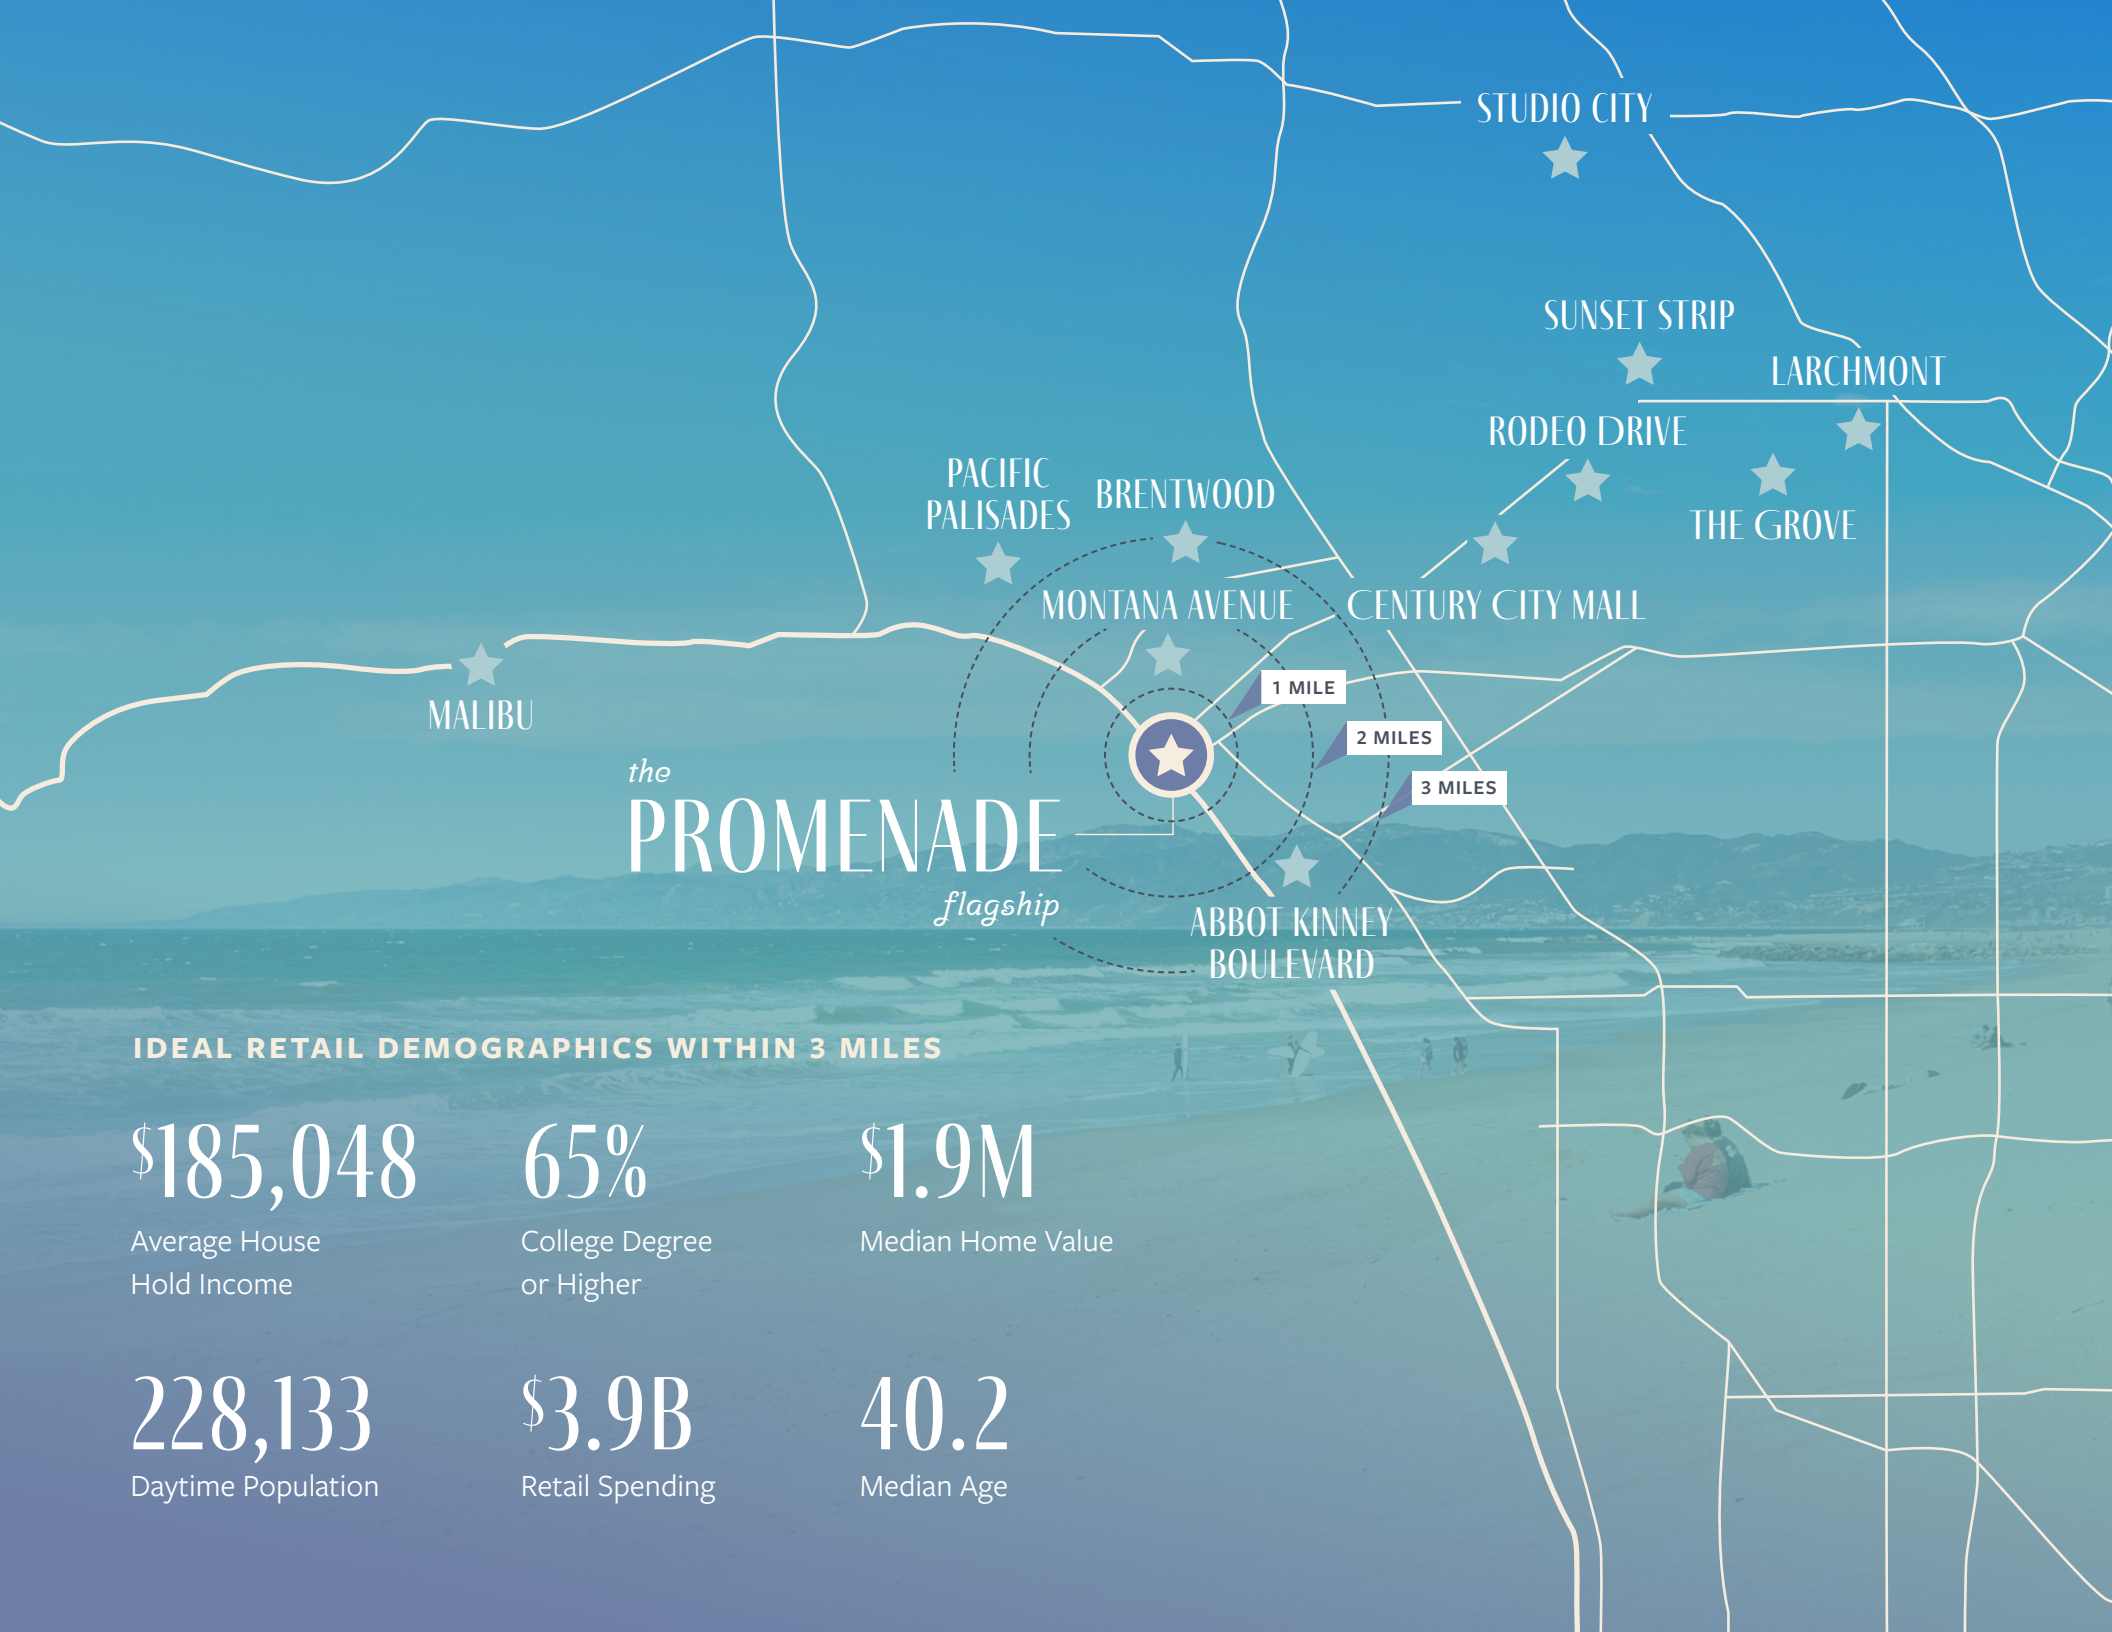 STUDIO CITY
SUNSET STRIP
LARCHMONT
RODEO DRIVE
PACIFIC
PALISADES
BRENTWOOD
THE GROVE
MONTANA AVENUE
CENTURY CITY MALL
1 MILE
MALIBU
2 MILES
the
3 MILES
PROMENADE
flagship
ABBOT KINNEY
BOULEVARD
IDEAL RETAIL DEMOGRAPHICS WITHIN 3 MILES
$185,048
Average House
Hold Income
65%
College Degree
or Higher
$1.9M
Median Home Value
228,133
Daytime Population
$3.9B
Retail Spending
40.2
Median Age